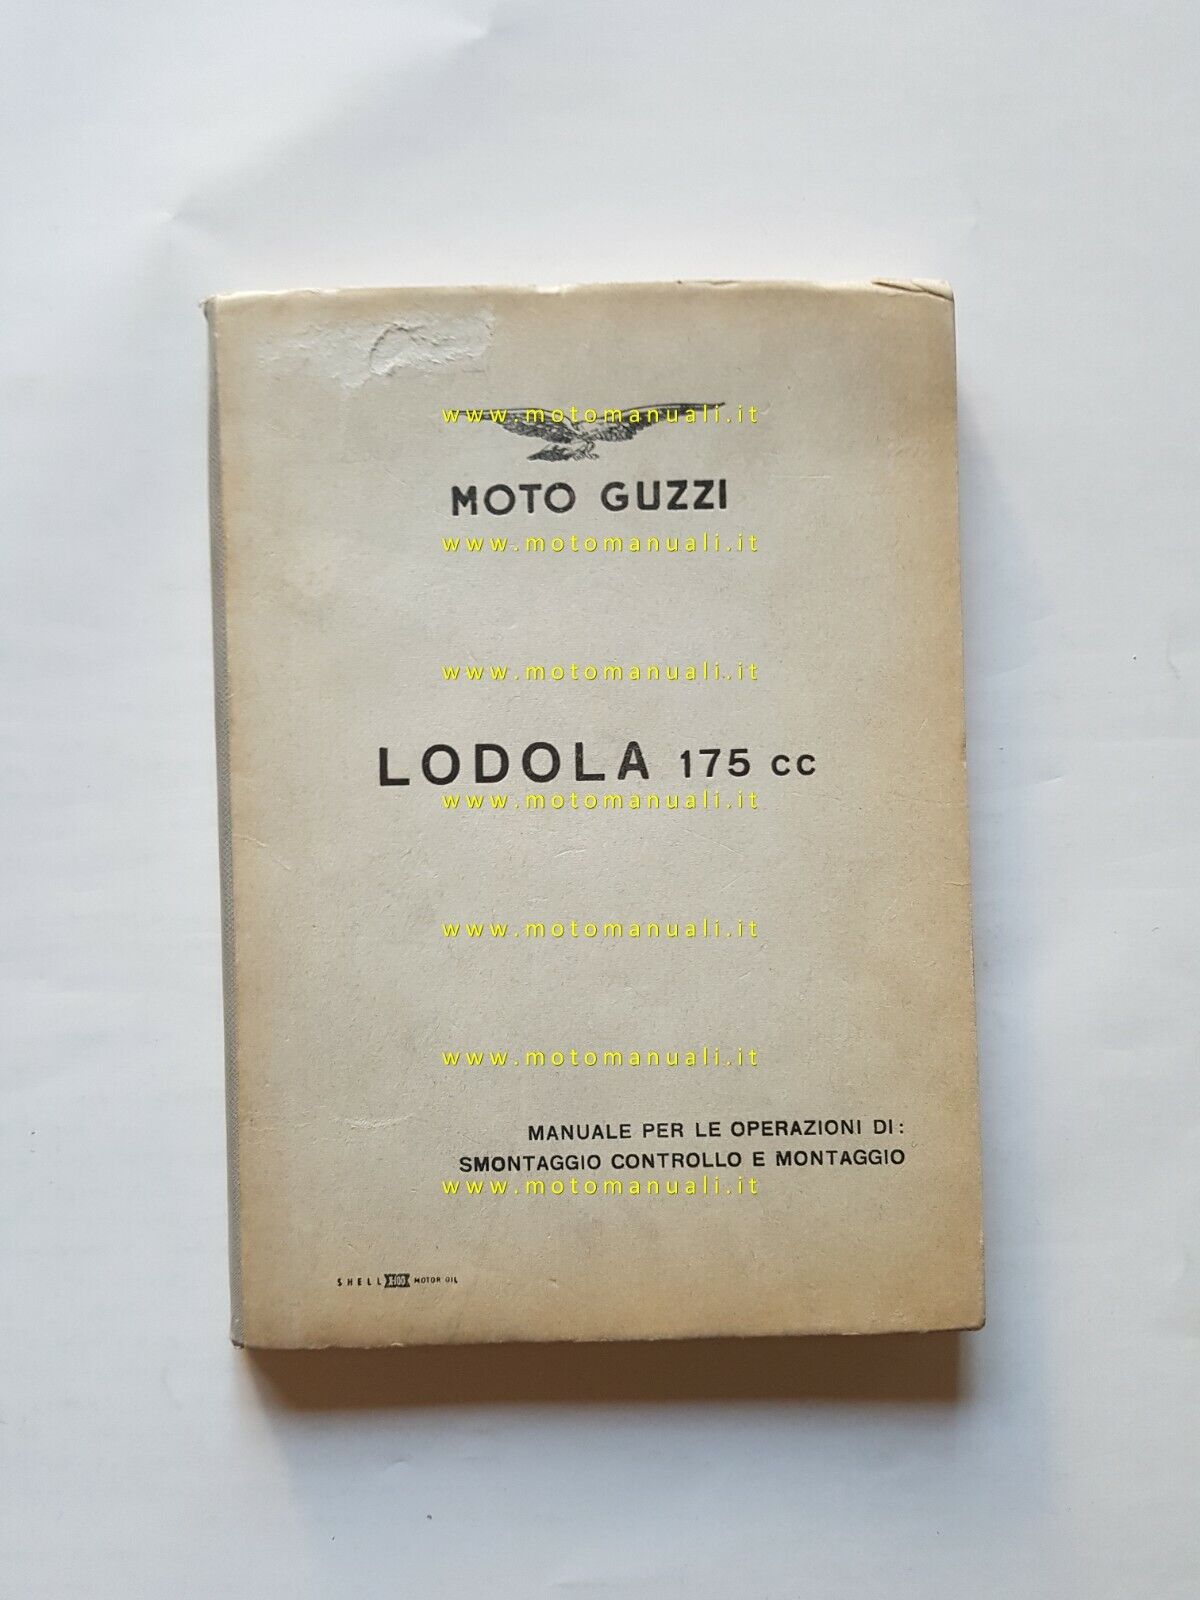 www.motomanuali.it
MOTO GUZZI
www.motomanuali.it
www.motomanuali.it
LODOLA 175 cc
www.motomanuali.it
www.motomanuali.it
www.motomanuali.it
MANUALE PER LE OPERAZIONI DI:
SMONTAGGIO CONTROLLO E MONTAGGIO
www.motomanuali.it
SHELL X-100 MOTOR OIL